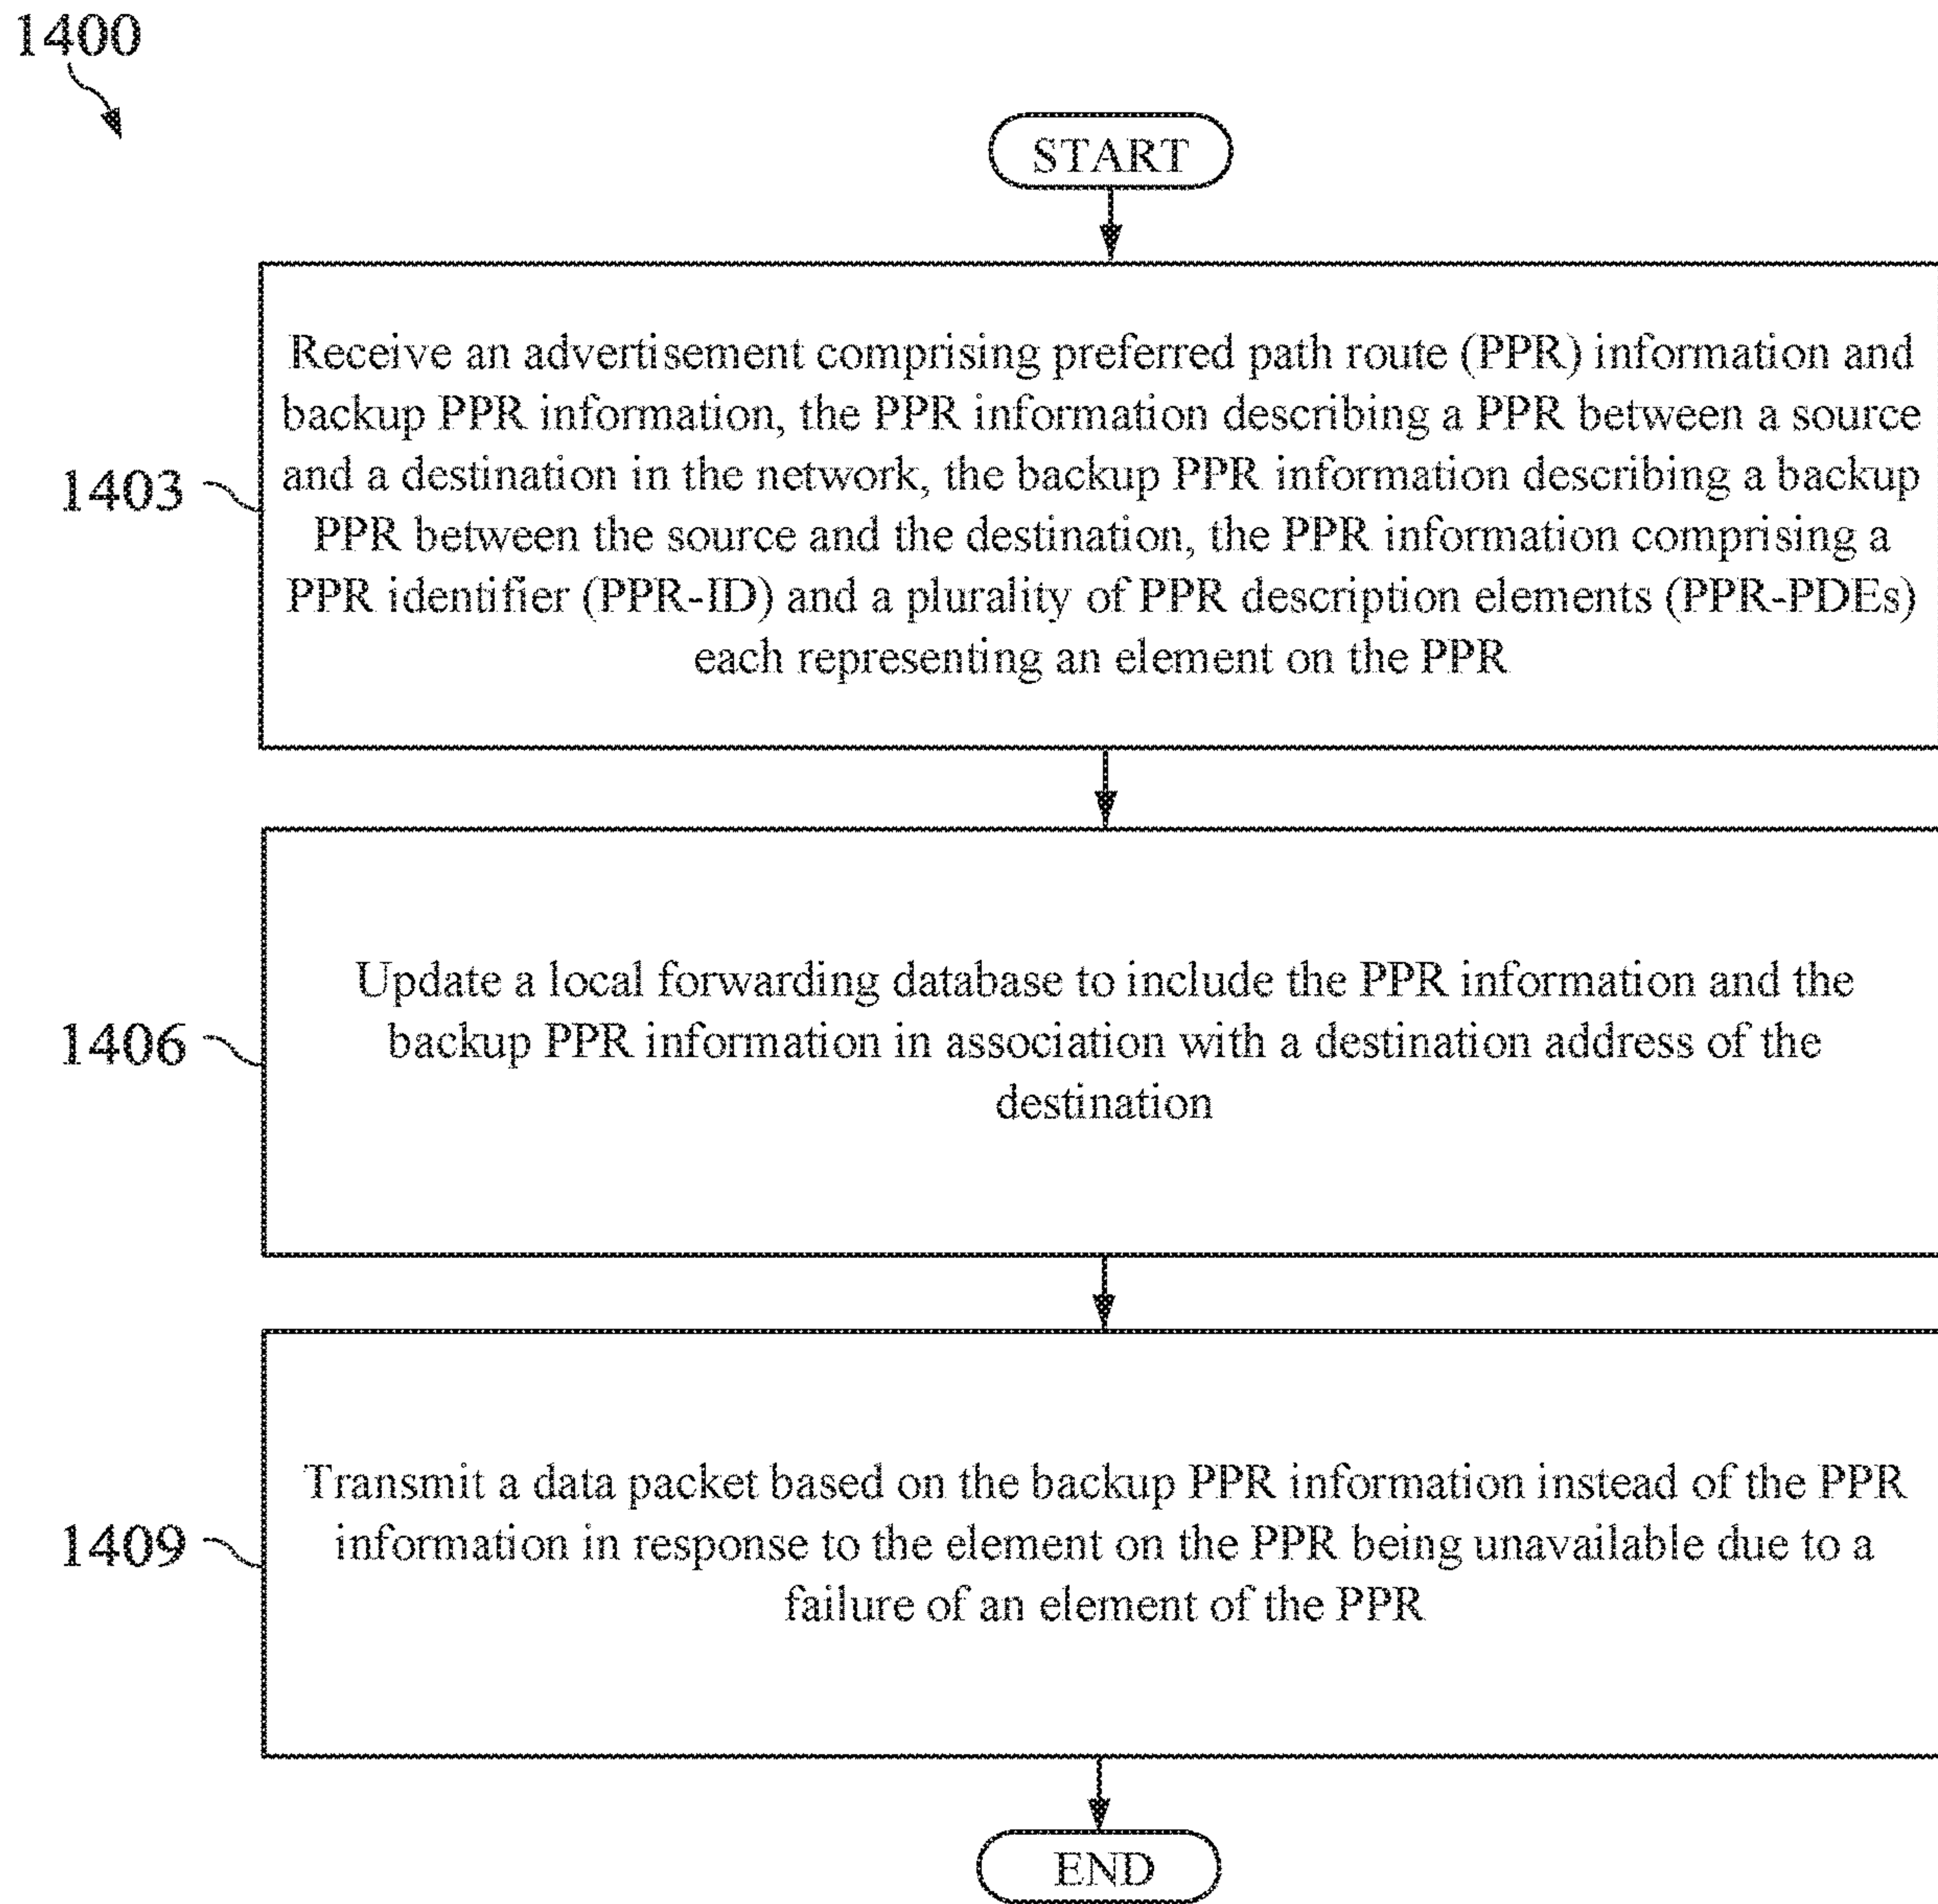 1400
START
Receive an advertisement comprising preferred path route (PPR) information and
backup PPR information, the PPR information describing a PPR between a source
and a destination in the network, the backup PPR information describing a backup
1403
PPR between the source and the destination, the PPR information comprising a
PPR identifier (PPR-ID) and a plurality of PPR description elements (PPR-PDEs)
each representing an element on the PPR
Update a local forwarding database to include the PPR information and the
1406
backup PPR information in association with a destination address of the
destination
Transmit a data packet based on the backup PPR information instead of the PPR
1409
information in response to the element on the PPR being unavailable due to a
failure of an element of the PPR
END